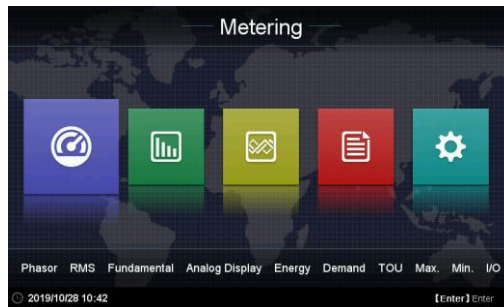 Metering
Phasor RMS Fundamental Analog Display Energy Demand TOU Max. Min. I/O
2019/10/28 10:42 【Enter】Enter